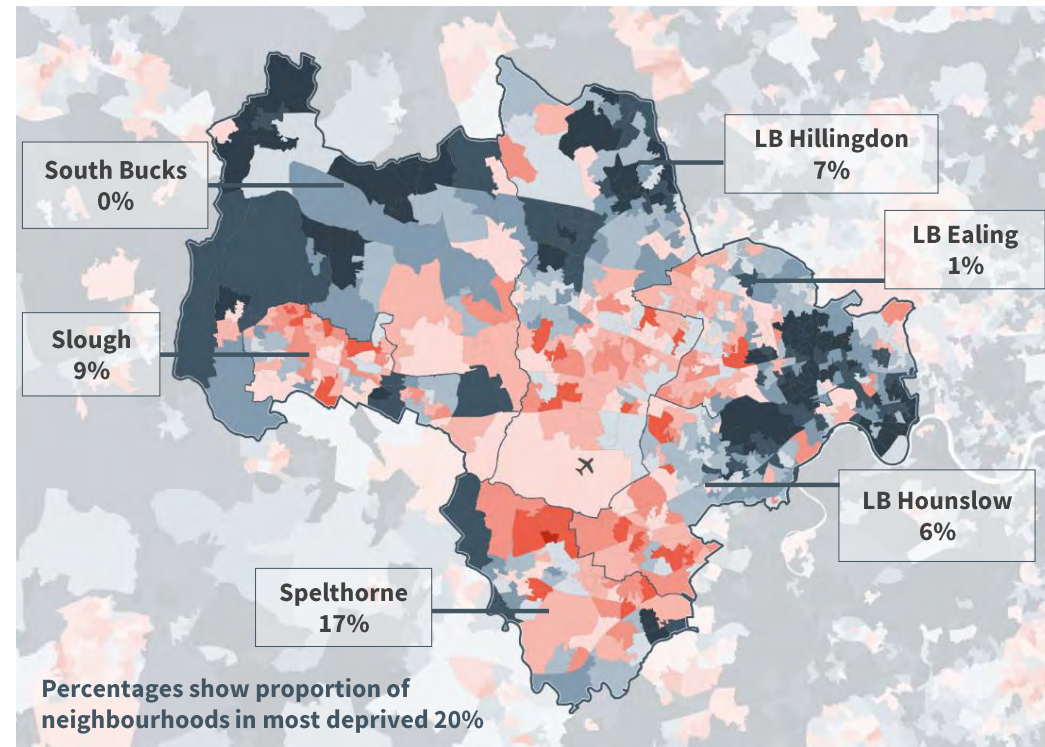 LB Hillingdon
7%
South Bucks
0%
LB Ealing
1%
Slough
9%
LB Hounslow
6%
Spelthorne
17%
Percentages show proportion of
neighbourhoods in most deprived 20%